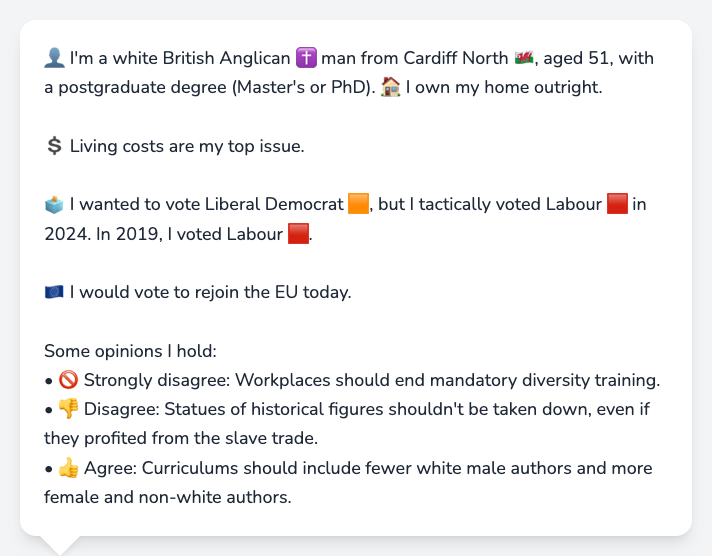 👤 I'm a white British Anglican ✝️ man from Cardiff North 🏴󠁧󠁢󠁷󠁬󠁳󠁿, aged 51, with
a postgraduate degree (Master's or PhD). 🏠 I own my home outright.
💲 Living costs are my top issue.
🗳️ I wanted to vote Liberal Democrat 🟧, but I tactically voted Labour 🟥 in
2024. In 2019, I voted Labour 🟥.
🇪🇺 I would vote to rejoin the EU today.
Some opinions I hold:
• 🚫 Strongly disagree: Workplaces should end mandatory diversity training.
• 👎 Disagree: Statues of historical figures shouldn't be taken down, even if
they profited from the slave trade.
• 👍 Agree: Curriculums should include fewer white male authors and more
female and non-white authors.